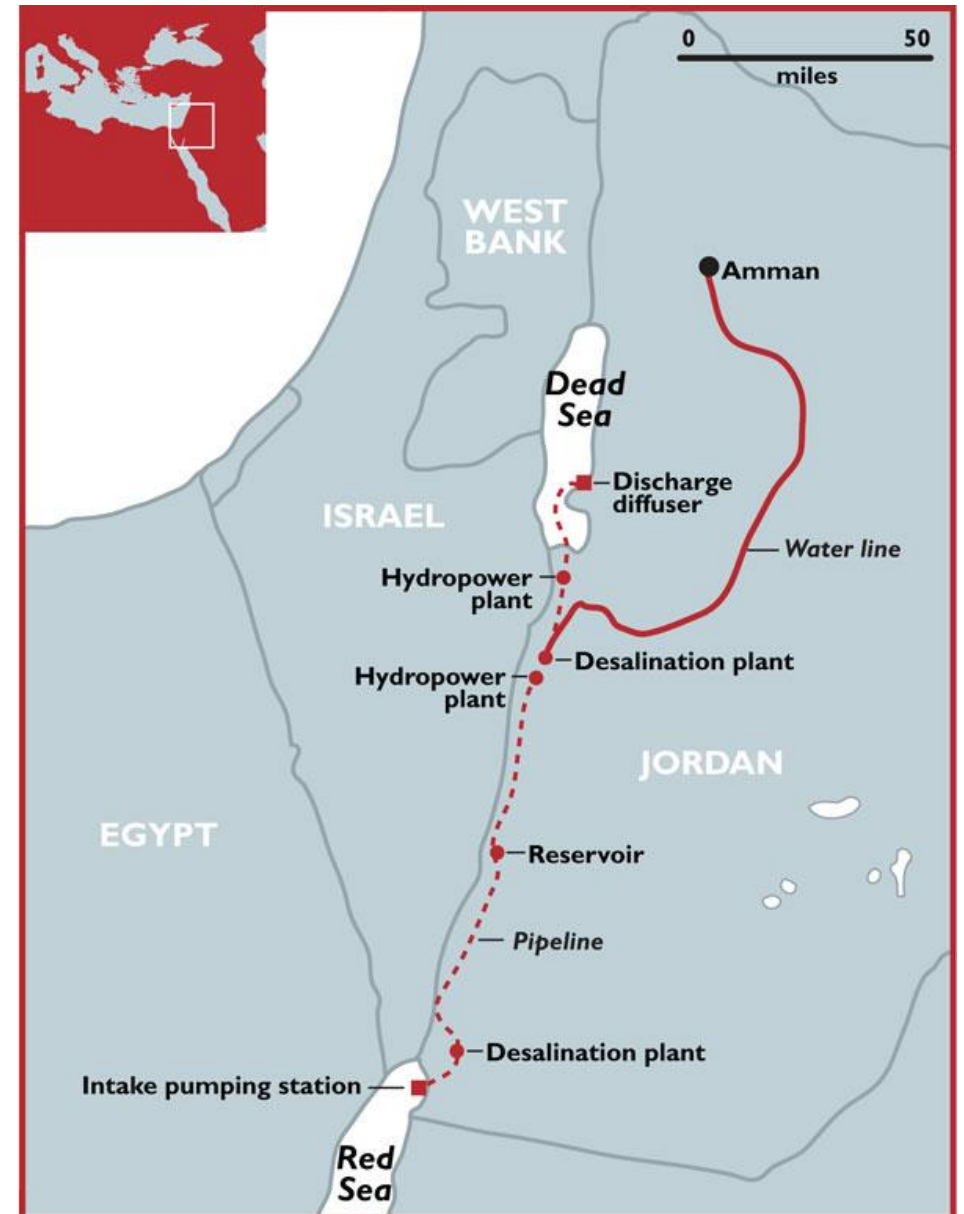 0 50
miles
WEST
BANK
Amman
Dead
Sea
Discharge
diffuser
ISRAEL
Water line
Hydropower
plant
Desalination plant
Hydropower
plant
JORDAN
EGYPT
Reservoir
Pipeline
Desalination plant
Intake pumping station
Red
Sea